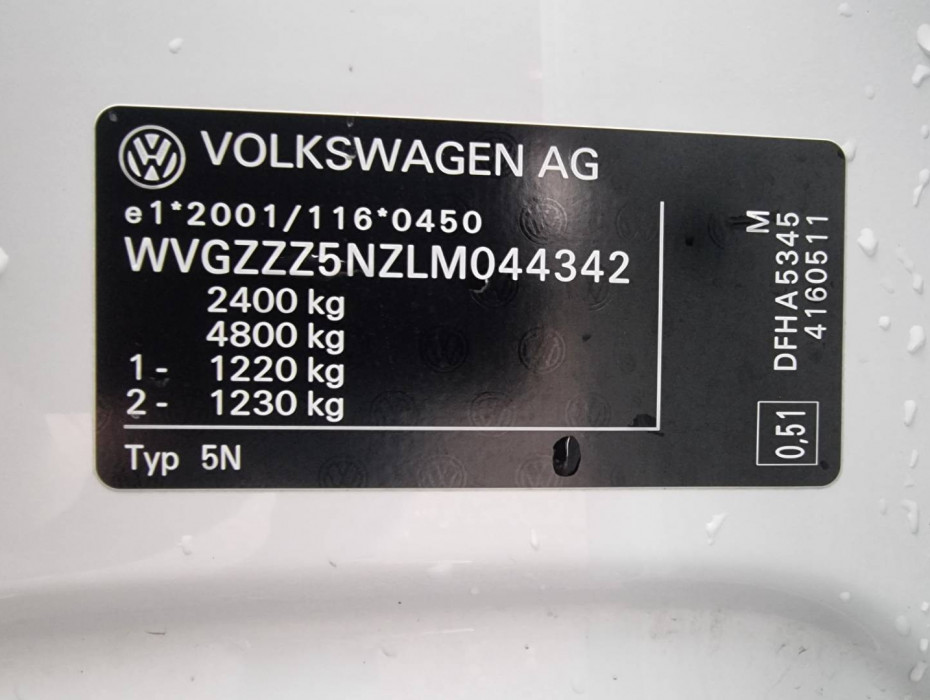 VOLKSWAGEN AG
e1*2001/116*0450
WVGZZZ5NZLM044342
2400 kg
4800 kg
1- 1220 kg
2- 1230 kg
Typ 5N
M
DFHA5345
4160511
0,51